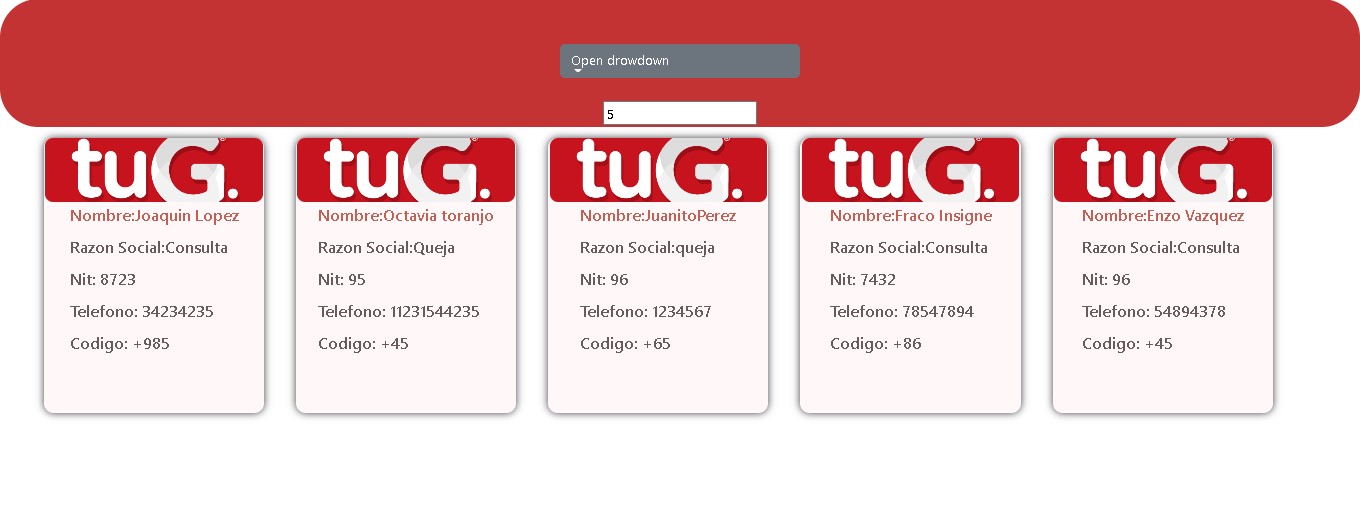 Open drowdown
5
tuG.
Nombre:Joaquin Lopez
Razon Social:Consulta
Nit: 8723
Telefono: 34234235
Codigo: +985
tuG.
Nombre:Octavia toranjo
Razon Social:Queja
Nit: 95
Telefono: 11231544235
Codigo: +45
tuG.
Nombre:JuanitoPerez
Razon Social:queja
Nit: 96
Telefono: 1234567
Codigo: +65
tuG.
Nombre:Fraco Insigne
Razon Social:Consulta
Nit: 7432
Telefono: 78547894
Codigo: +86
tuG.
Nombre:Enzo Vazquez
Razon Social:Consulta
Nit: 96
Telefono: 54894378
Codigo: +45